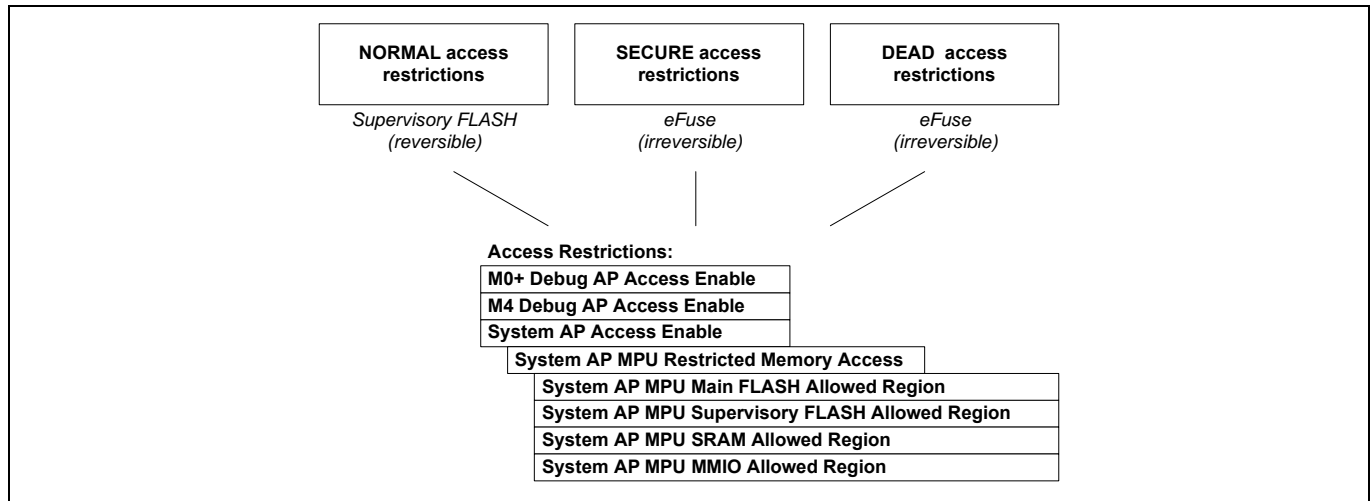 NORMAL access
restrictions
SECURE access
restrictions
DEAD access
restrictions
Supervisory FLASH
(reversible)
eFuse
(irreversible)
eFuse
(irreversible)
Access Restrictions:
M0+ Debug AP Access Enable
M4 Debug AP Access Enable
System AP Access Enable
System AP MPU Restricted Memory Access
System AP MPU Main FLASH Allowed Region
System AP MPU Supervisory FLASH Allowed Region
System AP MPU SRAM Allowed Region
System AP MPU MMIO Allowed Region